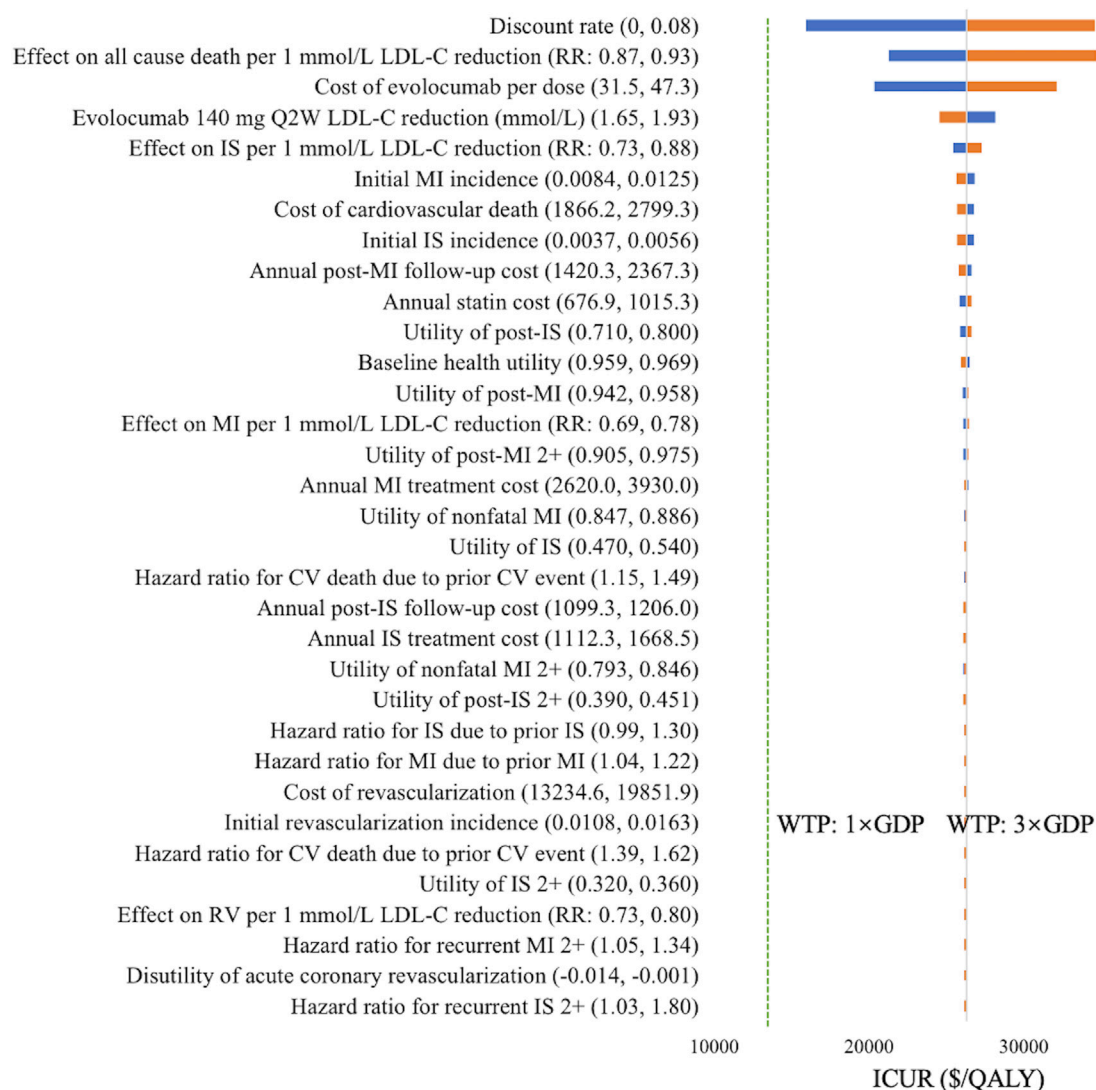 Discount rate (0, 0.08)
Effect on all cause death per 1 mmol/L LDL-C reduction (RR: 0.87, 0.93)
Cost of evolocumab per dose (31.5, 47.3)
Evolocumab 140 mg Q2W LDL-C reduction (mmol/L) (1.65, 1.93)
Effect on IS per 1 mmol/L LDL-C reduction (RR: 0.73, 0.88)
Initial MI incidence (0.0084, 0.0125)
Cost of cardiovascular death (1866.2, 2799.3)
Initial IS incidence (0.0037, 0.0056)
Annual post-MI follow-up cost (1420.3, 2367.3)
Annual statin cost (676.9, 1015.3)
Utility of post-IS (0.710, 0.800)
Baseline health utility (0.959, 0.969)
Utility of post-MI (0.942, 0.958)
Effect on MI per 1 mmol/L LDL-C reduction (RR: 0.69, 0.78)
Utility of post-MI 2+ (0.905, 0.975)
Annual MI treatment cost (2620.0, 3930.0)
Utility of nonfatal MI (0.847, 0.886)
Utility of IS (0.470, 0.540)
Hazard ratio for CV death due to prior CV event (1.15, 1.49)
Annual post-IS follow-up cost (1099.3, 1206.0)
Annual IS treatment cost (1112.3, 1668.5)
Utility of nonfatal MI 2+ (0.793, 0.846)
Utility of post-IS 2+ (0.390, 0.451)
Hazard ratio for IS due to prior IS (0.99, 1.30)
Hazard ratio for MI due to prior MI (1.04, 1.22)
Cost of revascularization (13234.6, 19851.9)
Initial revascularization incidence (0.0108, 0.0163) WTP: 1×GDP WTP: 3×GDP
Hazard ratio for CV death due to prior CV event (1.39, 1.62)
Utility of IS 2+ (0.320, 0.360)
Effect on RV per 1 mmol/L LDL-C reduction (RR: 0.73, 0.80)
Hazard ratio for recurrent MI 2+ (1.05, 1.34)
Disutility of acute coronary revascularization (-0.014, -0.001)
Hazard ratio for recurrent IS 2+ (1.03, 1.80)
10000 20000 30000
ICUR ($/QALY)